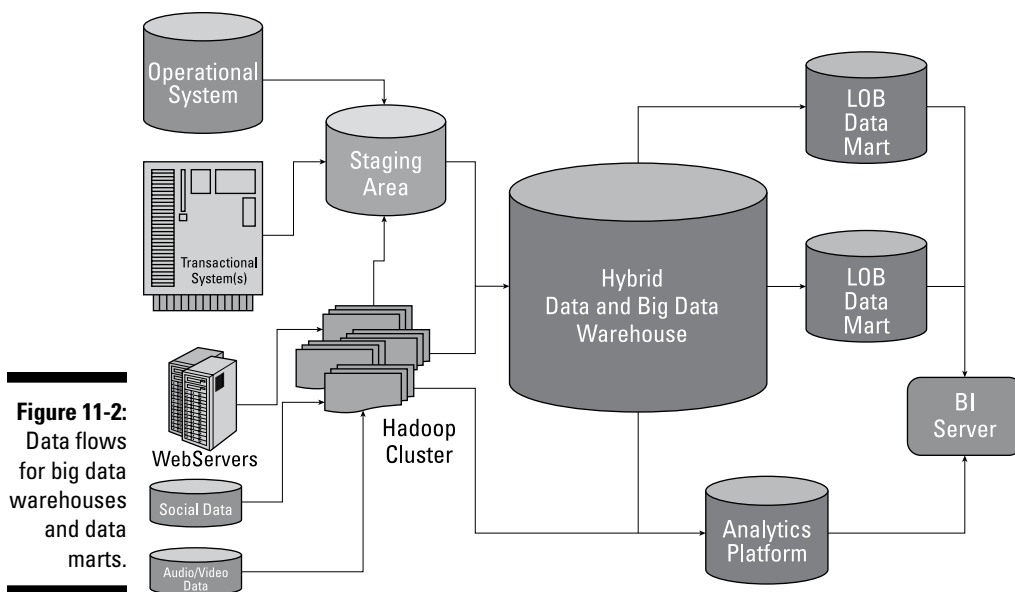 Operational
System
Staging
Area
Transactional
System(s)
WebServers
Social Data
Audio/Video
Data
Hadoop
Cluster
Hybrid
Data and Big Data
Warehouse
LOB
Data
Mart
LOB
Data
Mart
BI
Server
Analytics
Platform
Figure 11-2:
Data flows
for big data
warehouses
and data
marts.